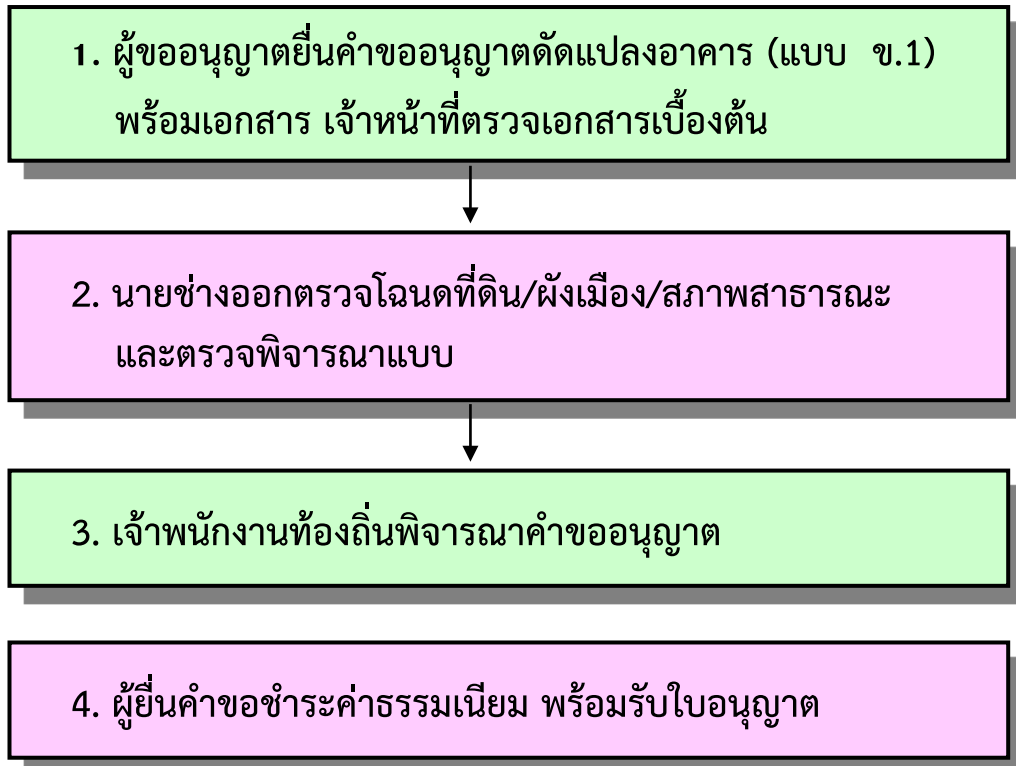 1. ผู้ขออนุญาตยื่นคำขออนุญาตดัดแปลงอาคาร (แบบ ข.1)
พร้อมเอกสาร เจ้าหน้าที่ตรวจเอกสารเบื้องต้น
2. นายช่างออกตรวจโฉนดที่ดิน/ผังเมือง/สภาพสาธารณะ
และตรวจพิจารณาแบบ
3. เจ้าพนักงานท้องถิ่นพิจารณาคำขออนุญาต
4. ผู้ยื่นคำขอชำระค่าธรรมเนียม พร้อมรับใบอนุญาต